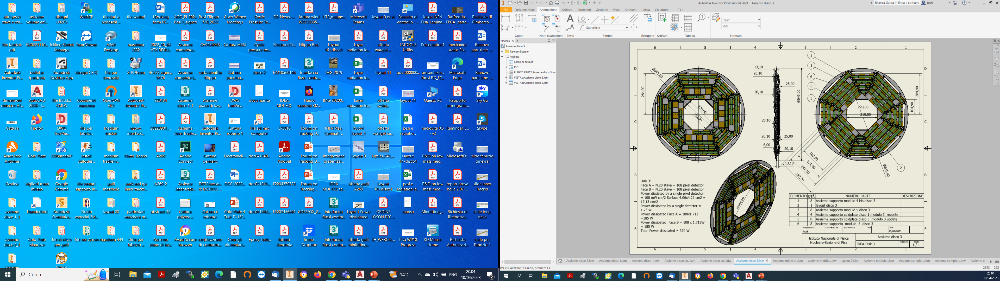 altri pezzi stave e col...
assieme volume col...
disegni LN2P3
WinSCP
file dati a bedeschi ...
file venturi
1Booking form FC...
AOO_PI-202... Bosi F_signed
Bosi Filippo - 730_2022
Cisco Webex Meetings
Cyclic Pressure Te...
DS-Novec-...
fattura wind W2213335...
HTS_magne...
Microsoft Teams
layout 9 et al
Pannello di controllo - ...
loson INFN Pisa, Lamina...
Raffredda... FPGA parte...
Richiesta di Rimborso ...
file fabrizio pdf
G20221110...
Inkling Sketch Manager
TeamViewer
A360 Desktop
maschera 1332
2022_10_03 VTX REGU...
Assieme completo...
CA9450943
Cattura M55J
Cyclic pressure tes...
ElectronicTi...
Filippo Bosi
Layout 16+disco1
Layer radiation le...
offerta watajet ...
LMTOOLS Utility
Présentation1
mechanics status Pis...
Rinnovo part-time -...
Autodesk Inventor Pr...
bollette iperdrola
Autodesk Desktop App
disegni CEPC
file per bedeschi
X-PDFsam
46772_signe... 9176
Assieme completo I...
carta identita filippo
Cattura pocofoa...
disco 2
F2210560146
Interfaccia flussi contra...
IMG_2879
Layer radiation le...
layout 11
pdv-000000...
presentazio... fbosi RD_FC...
Microsoft Edge
Rinnovo part-time -...
dimensioni detector AT...
AutoCAD 2020 - I...
file BELLE2 CMOS
documenti macchina
OpenVPN GUI
Autodesk Inventor Pr...
220134
Assieme disco 1_1
Assieme piano di lav...
DWG TrueVie...
docu marisa
IDEA MDI-FCC
Fluido especial 3M...
IMG-20200...
Layer radiation le...
offerta wataj...
layout 11
Questo PC
Rapporto termografic...
Sky Go
Cattura
Firefox
DWG TrueVie...
file per fabrizi...
Medium tracker
nuovo interfacc...
20220901_...
Assieme inner tracke...
Autodesk Inventor Pr...
Cattura roberto 1
File sul mio computer
EP30TC
Forum on Tracking D...
INFN Pisa, Laminati ...
Nuovi layout_1
offerta watajet ce...
pesi e radiatio...
microvite 0.5 - v2
Reminder_L...
Skype
Avast Free Antivirus
Cold Plate
CDBurnerXP
Install Autodes...
medium tracker r...
Outer Tracker
A269
Adobe Connect
Cattura gennaro
ElectronicR...
doc041340...
Adobe Acrobat
Forum on Tracking D...
integrazione presentazi...
Layout 9
Optics_241_...
Layout 17+disco1
R&D on low mass mec...
MicrosoftPr...
slide fabrizio ginevra
Cestino
biglietti treno milano
Google Chrome
file venturi supporto in...
galli maschere
pack and go inner tracke...
A269-2
Assieme inner track...
DDTEmesso... & MORELLI ...
DOC-2022...
doc041341...
F2204379773
Forum on Tracking ...
IDEA MDI-FCC ta...
offerta galli A269
Layout 18+disco1
pesi e radiation le...
R&D on low mass mec...
report prova belle 2 07-...
slide inner Tracker
assieme disco 1_1
Thunderbird
Autodesk Simulatio...
Fluido especial 3M...
layout 20
particolari maschera m...
abstract-32
Cattura polytec ...
Cattura x roberto
Cold Plate 4 Tubi T=15°...
doc041342...
F2207456301
GDFSFOX_2...
Interfaccia flussi contra...
Layer 1 Power dissipated
ORDINE LOSON FCC ...
marisa
Minifitting_...
Richiesta di Rimborso...
slide long stave
assieme disco 2_1
Cold Plate Maurizio
file di silvia per galli
file per Armin
maschera 444
slide per fabrizio ...
Assieme piano di lav...
Avast Secure Browser
certificazione di contratto...
Consigli alimentari...
Epoxy-Tech...
fattura iberdrola
home Dropbox
Interfaccia flussi contra...
offerta galli minifitting...
LH_WEBCKI...
Pisa WP10 Progress
3D Mouse Home
Richiesta Autorizzazi...
slide per Fabrizio 1
assieme
Virtual
Cerca
14°C
ENG
20:04
10/04/2023
Autodesk Inventor Professional 2021 Assieme disco 3
Ricerca Guida in linea e comand
bosi
File Posiziona viste Annotazione Schizzo Strumenti Gestione Vista Ambienti Inizia Collabora
Superficie
Layer
Stile
Quota
Note lavorazione
Testo
Simboli
Recupera
Schizzo
Tabella
Formato
Modello
Assieme disco 3
Risorse disegno
Foglio:1
Bordo di default
ISO
ELENCO PARTI:Assieme disco 3.ian
VISTA1:Assieme disco 3.iam
VISTA4:Assieme disco 3.iam
6 5 4 3 2 1
D
C
B
A
Ø645,00
284,90
220,00
210,00
13,10
20,10
25,00
20,10
Ø645,00
20,10
20,10
25,00
6,00
20,10
13,10
3
1
6
8
5
2
220,00
210,00
104,90
284,90
187,00
211,40
247,10
282,70
Ø645,00
Ø645,00
Disk 3:
Face A = N.20 stave = 108 pixel detector
Face B = N.20 stave = 108 pixel detector
Power dissiated by a single pixel detector
= 100 mW cm/2 Surface 4.06x4.22 cm2 =
17.13 cm/2
Power dissipated by a single detector =
1.73 W
Power dissipated Face A = 108x1.713
=185 W
Power dissipated Face B = 108 x 1.713W
= 185 W
Total Power dissipated = 370 W
ELEMENTO QTÀ NUMERO PARTE DESCRIZIONE
1 8 Assieme supporto modulo 4 bis disco 3
2 1 layout disco 3
3 8 Assieme supporto modulo 5 disco 3
4 4 Assieme supporto coldplate disco 1 modulo 3 recente
5 8 Assieme supporto coldplate disco 3 modulo 3 update
6 8 Assieme supporto modulo 3 disco 3
Progettato da
fbosi
Controllato da
Approvato da
Data
Data
19/01/2023
Istituto Nazionale di Fisica
Nucleare-Sezione di Pisa
Assieme disco 3
IDEA-Disk 3
Edizione
Foglio
1 / 1
6 5 4 3 2 1
Assieme disco 3.iam Assieme disco 1.iam Assieme disco 1.idw Assieme disco co....iam Assieme disco co...idw Assieme disco 3.idw Assieme midle o...iam assieme middle...idw layout 21.ipt Assieme modulo...iam Assieme complet...iam Assieme complet...idw Assieme cc
Per visualizzare la Guida, premere F1
2393 292
20:04
10/04/2023